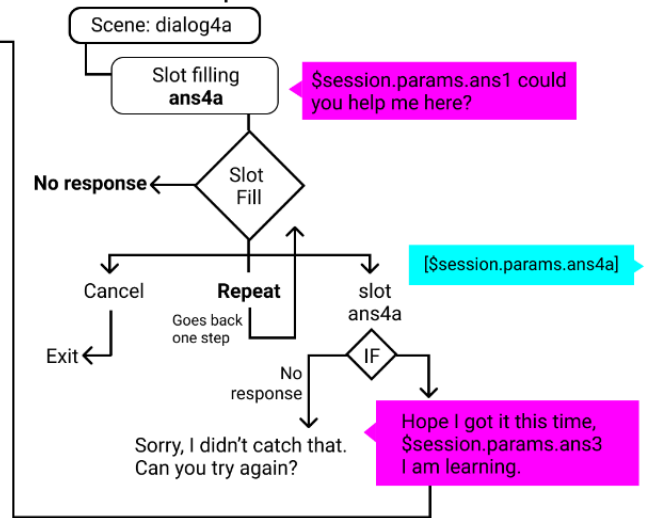 Scene: dialog4a
Slot filling
ans4a
$session.params.ans1 could
you help me here?
No response
Slot
Fill
[$session.params.ans4a]
Cancel
Repeat
slot
ans4a
Goes back
one step
Exit
IF
No
response
Sorry, I didn’t catch that.
Can you try again?
Hope I got it this time,
$session.params.ans3
I am learning.